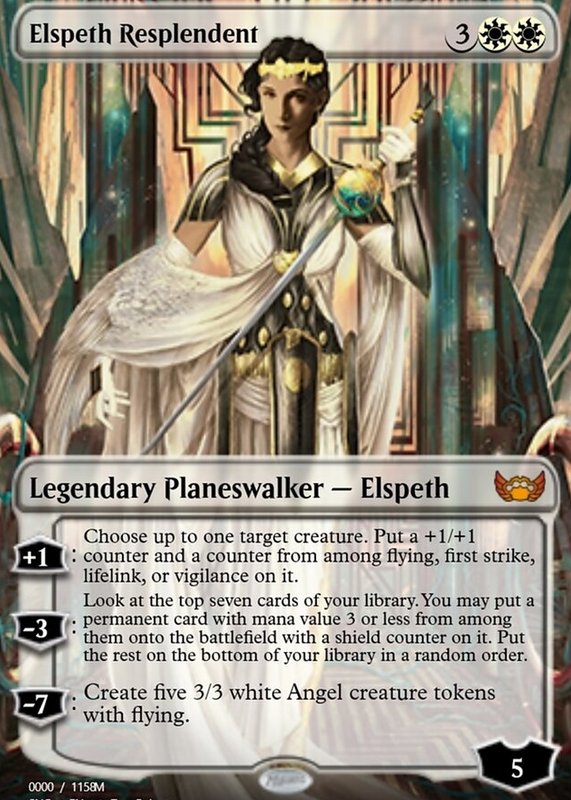 Elspeth Resplendent 3
Legendary Planeswalker — Elspeth
+1: Choose up to one target creature. Put a +1/+1
counter and a counter from among flying, first strike,
lifelink, or vigilance on it.
−3: Look at the top seven cards of your library. You may put a
permanent card with mana value 3 or less from among
them onto the battlefield with a shield counter on it. Put
the rest on the bottom of your library in a random order.
−7: Create five 3/3 white Angel creature tokens
with flying.
5
0000 / 1158M